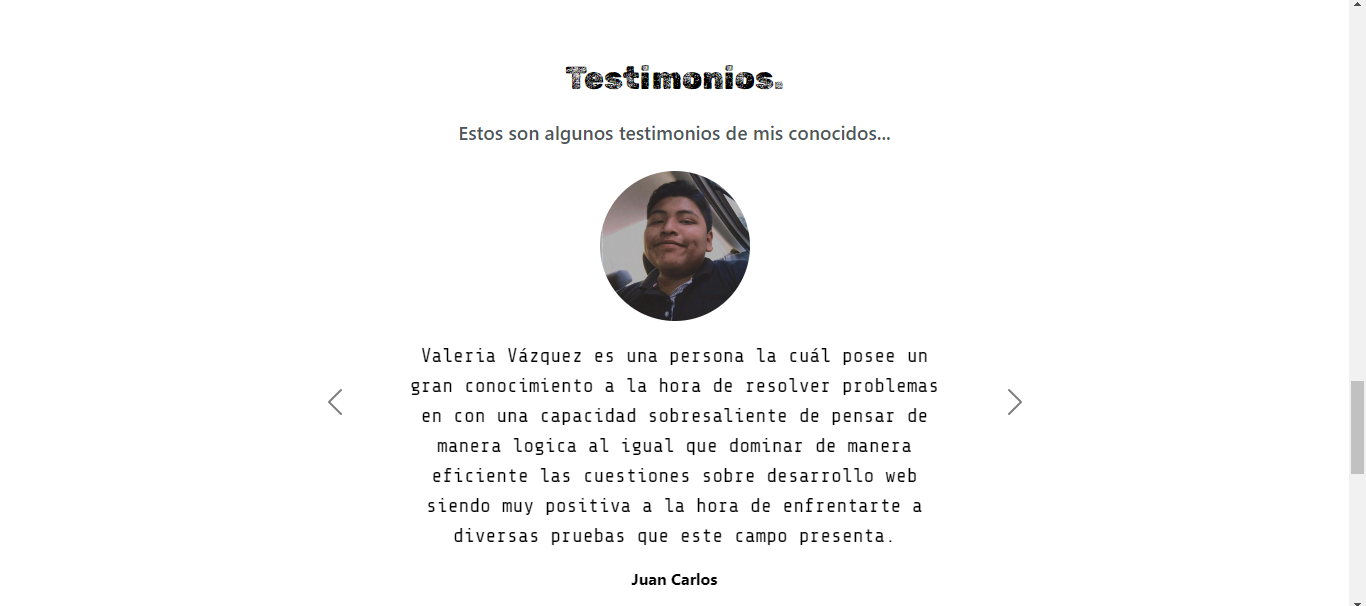 Testimonios.
Estos son algunos testimonios de mis conocidos...
Valeria Vázquez es una persona la cuál posee un
gran conocimiento a la hora de resolver problemas
en con una capacidad sobresaliente de pensar de
manera logica al igual que dominar de manera
eficiente las cuestiones sobre desarrollo web
siendo muy positiva a la hora de enfrentarte a
diversas pruebas que este campo presenta.
Juan Carlos